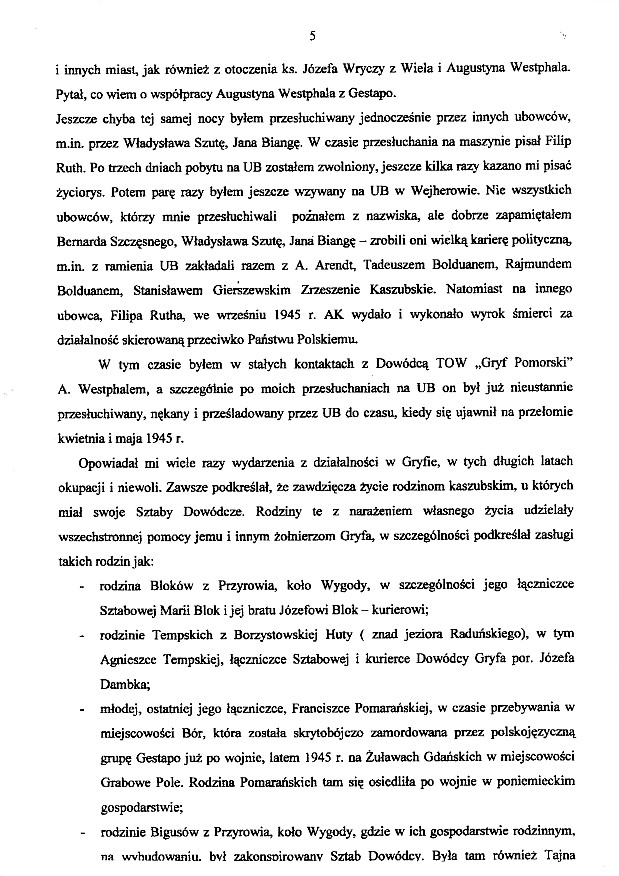 5
i innych miast, jak również z otoczenia ks. Józefa Wryczy z Wiela i Augustyna Westphala.
Pytał, co wiem o współpracy Augustyna Westphala z Gestapo.
Jeszcze chyba tej samej nocy byłem przesłuchiwany jednocześnie przez innych ubowców,
m.in. przez Władysława Szutę, Jana Biangę. W czasie przesłuchania na maszynie pisał Filip
Ruth. Po trzech dniach pobytu na UB zostałem zwolniony, jeszcze kilka razy kazano mi pisać
życiorys. Potem parę razy byłem jeszcze wzywany na UB w Wejherowie. Nie wszystkich
ubowców, którzy mnie przesłuchiwali poznałem z nazwiska, ale dobrze zapamiętałem
Bernarda Szczęsnego, Władysława Szutę, Jana Biangę – zrobili oni wielką karierę polityczną,
m.in. z ramienia UB zakładali razem z A. Arendt, Tadeuszem Bolduanem, Rajmundem
Bolduanem, Stanisławem Gierszewskim Zrzeszenie Kaszubskie. Natomiast na innego
ubowca, Filipa Rutha, we wrześniu 1945 r. AK wydało i wykonało wyrok śmierci za
działalność skierowaną przeciwko Państwu Polskiemu.
W tym czasie byłem w stałych kontaktach z Dowódcą TOW „Gryf Pomorski”
A. Westphalem, a szczególnie po moich przesłuchaniach na UB on był już nieustannie
przesłuchiwany, nękany i prześladowany przez UB do czasu, kiedy się ujawnił na przełomie
kwietnia i maja 1945 r.
Opowiadał mi wiele razy wydarzenia z działalności w Gryfie, w tych długich latach
okupacji i niewoli. Zawsze podkreślał, że zawdzięcza życie rodzinom kaszubskim, u których
miał swoje Sztaby Dowódcze. Rodziny te z narażeniem własnego życia udzielały
wszechstronnej pomocy jemu i innym żołnierzom Gryfa, w szczególności podkreślał zasługi
takich rodzin jak:
- rodzina Bloków z Przyrowia, koło Wygody, w szczególności jego łączniczce
Sztabowej Marii Blok i jej bratu Józefowi Blok – kurierowi;
- rodzinie Tempskich z Borzystowskiej Huty ( znad jeziora Raduńskiego), w tym
Agnieszce Tempskiej, łączniczce Sztabowej i kurierce Dowódcy Gryfa por. Józefa
Dambka;
- młodej, ostatniej jego łączniczce, Franciszce Pomarańskiej, w czasie przebywania w
miejscowości Bór, która została skrytobójczo zamordowana przez polskojęzyczną
grupę Gestapo już po wojnie, latem 1945 r. na Żuławach Gdańskich w miejscowości
Grabowe Pole. Rodzina Pomarańskich tam się osiedliła po wojnie w poniemieckim
gospodarstwie;
- rodzinie Bigusów z Przyrowia, koło Wygody, gdzie w ich gospodarstwie rodzinnym,
na wybudowaniu, był zakonspirowany Sztab Dowódcy. Była tam również Tajna